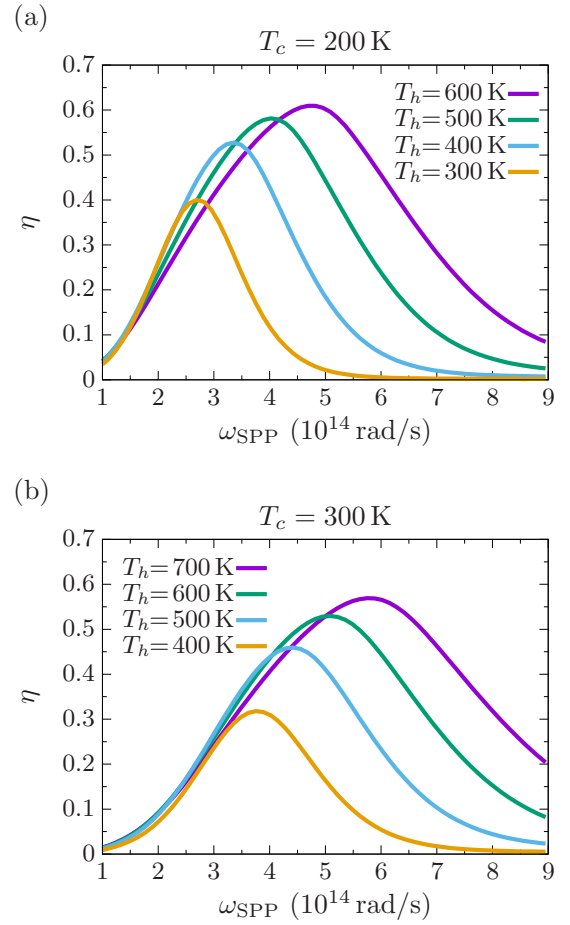 (a)
T_c = 200 K
0.7
0.6
0.5
0.4
0.3
0.2
0.1
0
η
T_h= 600 K
T_h= 500 K
T_h= 400 K
T_h= 300 K
1 2 3 4 5 6 7 8 9
ω_SPP (10^14 rad/s)
(b)
T_c = 300 K
0.7
0.6
0.5
0.4
0.3
0.2
0.1
0
η
T_h= 700 K
T_h= 600 K
T_h= 500 K
T_h= 400 K
1 2 3 4 5 6 7 8 9
ω_SPP (10^14 rad/s)